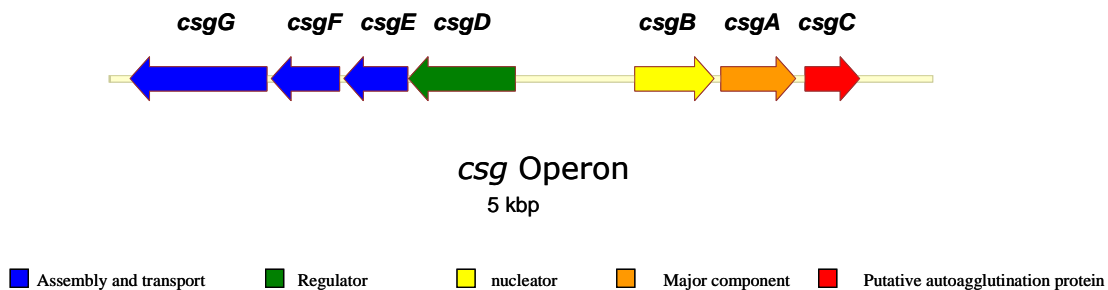 csgG csgF csgE csgD csgB csgA csgC
csg Operon
5 kbp
Assembly and transport Regulator nucleator Major component Putative autoagglutination protein